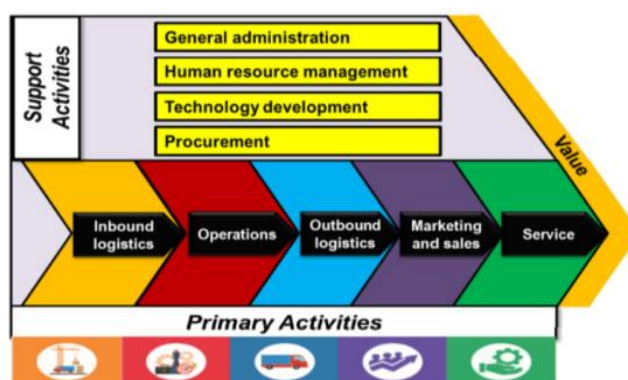 Support
Activities
General administration
Human resource management
Technology development
Procurement
Value
Inbound
logistics
Operations
Outbound
logistics
Marketing
and sales
Service
Primary Activities